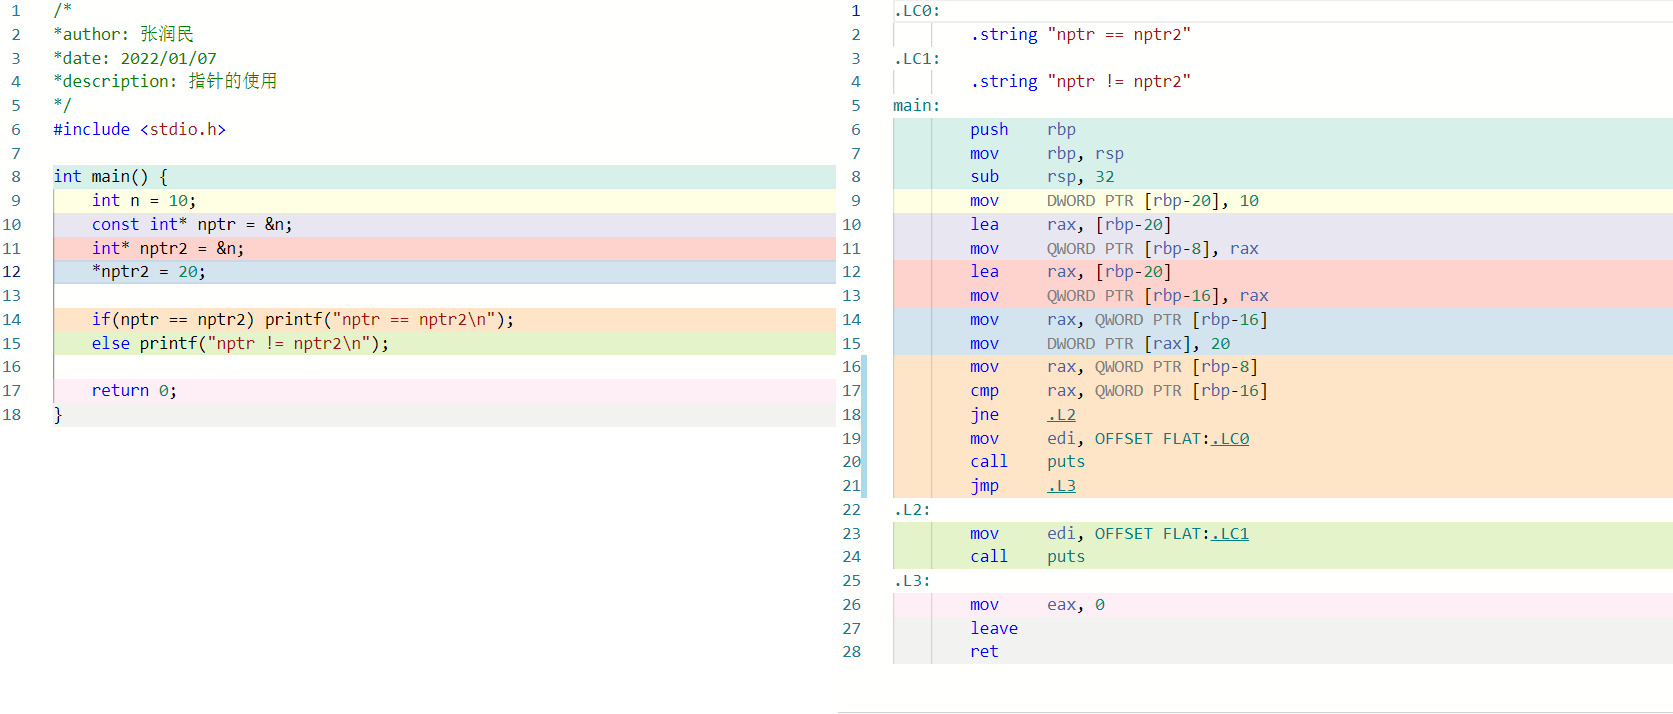 1 /*
2 *author: 张润民
3 *date: 2022/01/07
4 *description: 指针的使用
5 */
6 #include <stdio.h>
7
8 int main() {
9 int n = 10;
10 const int* nptr = &n;
11 int* nptr2 = &n;
12 *nptr2 = 20;
13
14 if(nptr == nptr2) printf("nptr == nptr2\n");
15 else printf("nptr != nptr2\n");
16
17 return 0;
18 }
1 .LC0:
2 .string "nptr == nptr2"
3 .LC1:
4 .string "nptr != nptr2"
5 main:
6 push rbp
7 mov rbp, rsp
8 sub rsp, 32
9 mov DWORD PTR [rbp-20], 10
10 lea rax, [rbp-20]
11 mov QWORD PTR [rbp-8], rax
12 lea rax, [rbp-20]
13 mov QWORD PTR [rbp-16], rax
14 mov rax, QWORD PTR [rbp-16]
15 mov DWORD PTR [rax], 20
16 mov rax, QWORD PTR [rbp-8]
17 cmp rax, QWORD PTR [rbp-16]
18 jne .L2
19 mov edi, OFFSET FLAT:.LC0
20 call puts
21 jmp .L3
22 .L2:
23 mov edi, OFFSET FLAT:.LC1
24 call puts
25 .L3:
26 mov eax, 0
27 leave
28 ret